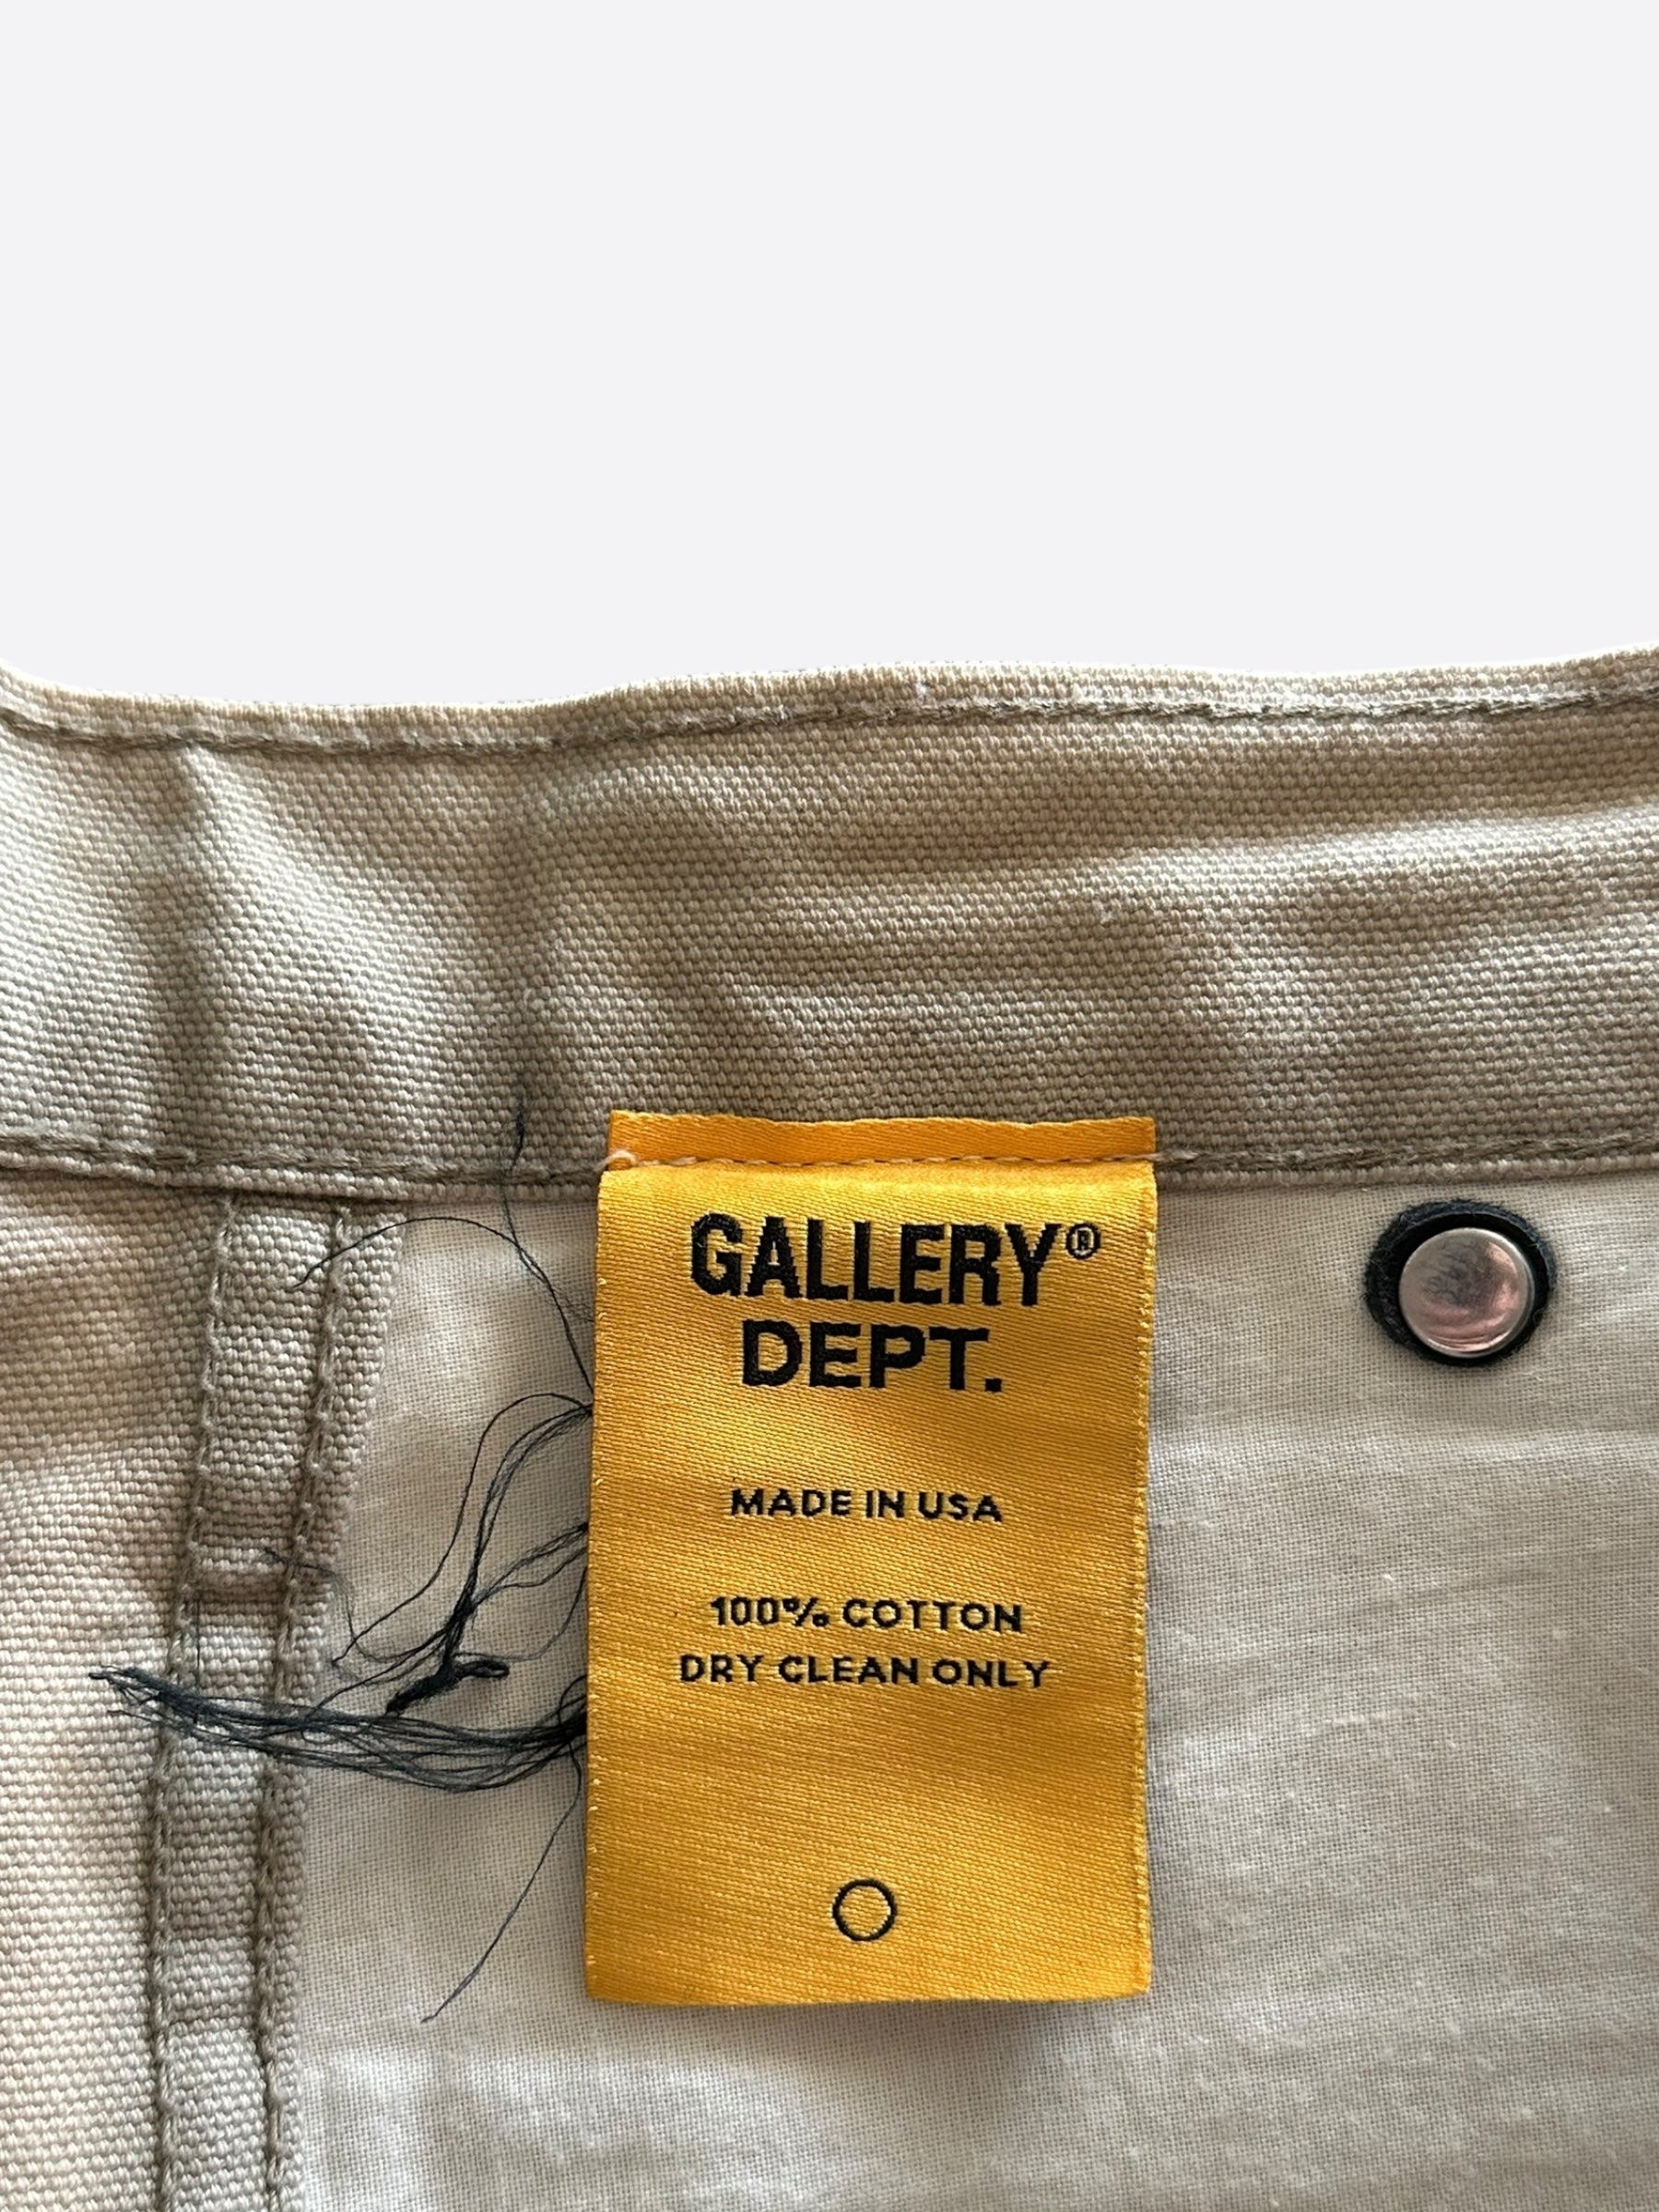 GALLERY®
DEPT.
MADE IN USA
100% COTTON
DRY CLEAN ONLY